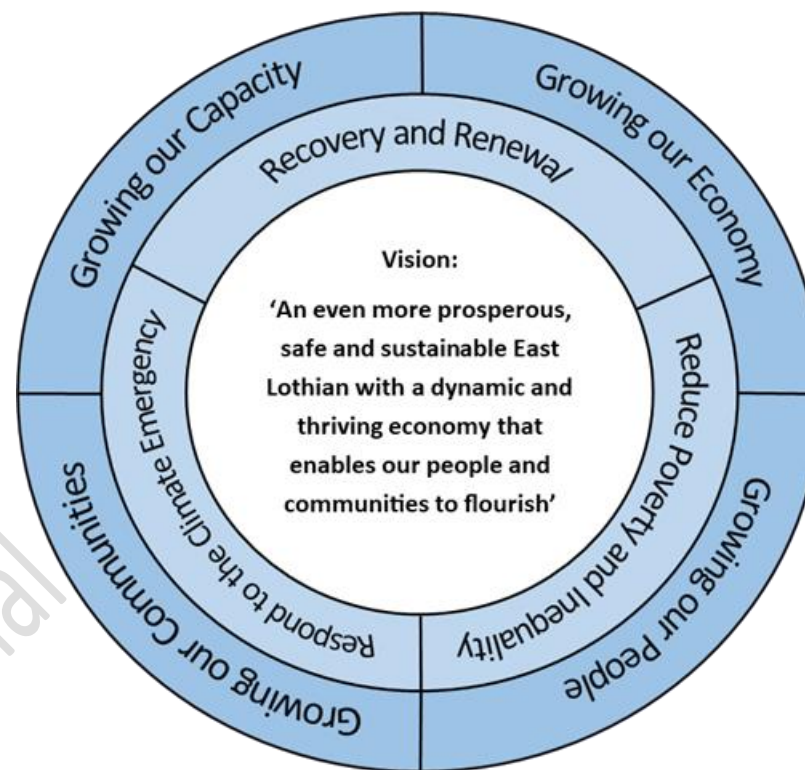 Growing our Capacity
Growing our Economy
Growing our People
Growing our Communities
Recovery and Renewal
Reduce Poverty and Inequality
Respond to the Climate Emergency
Vision:
‘An even more prosperous,
safe and sustainable East
Lothian with a dynamic and
thriving economy that
enables our people and
communities to flourish’